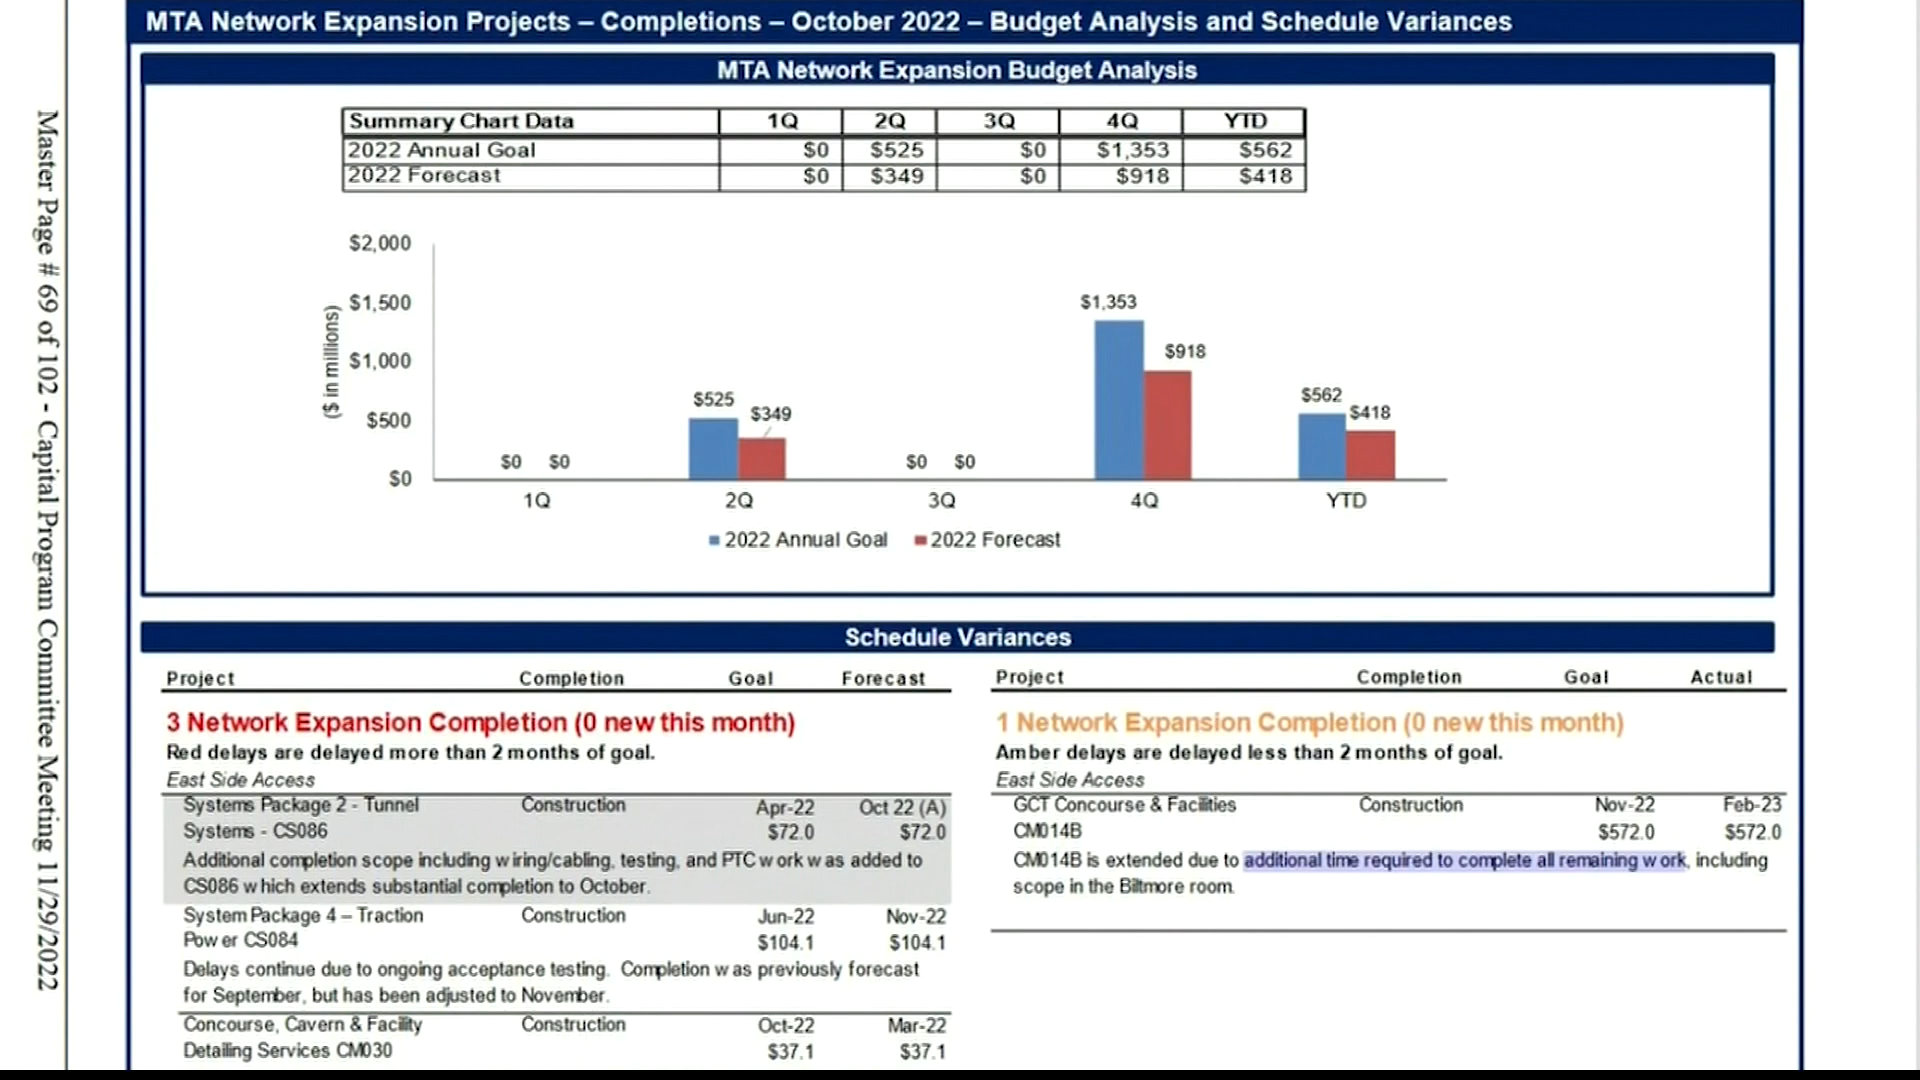 MTA Network Expansion Projects – Completions – October 2022 – Budget Analysis and Schedule Variances
MTA Network Expansion Budget Analysis
Summary Chart Data 1Q 2Q 3Q 4Q YTD
2022 Annual Goal $0 $525 $0 $1,353 $562
2022 Forecast $0 $349 $0 $918 $418
($ in millions)
$2,000
$1,500
$1,000
$500
$0
$0 $0
$525 $349
$0 $0
$1,353 $918
$562 $418
1Q 2Q 3Q 4Q YTD
2022 Annual Goal 2022 Forecast
Schedule Variances
Project Completion Goal Forecast
3 Network Expansion Completion (0 new this month)
Red delays are delayed more than 2 months of goal.
East Side Access
Systems Package 2 - Tunnel Construction Apr-22 Oct 22 (A)
Systems - CS086 $72.0 $72.0
Additional completion scope including wiring/cabling, testing, and PTC work was added to
CS086 which extends substantial completion to October.
System Package 4 – Traction Construction Jun-22 Nov-22
Power CS084 $104.1 $104.1
Delays continue due to ongoing acceptance testing. Completion was previously forecast
for September, but has been adjusted to November.
Concourse, Cavern & Facility Construction Oct-22 Mar-22
Detailing Services CM030 $37.1 $37.1
Project Completion Goal Actual
1 Network Expansion Completion (0 new this month)
Amber delays are delayed less than 2 months of goal.
East Side Access
GCT Concourse & Facilities Construction Nov-22 Feb-23
CM014B $572.0 $572.0
CM014B is extended due to additional time required to complete all remaining work, including
scope in the Biltmore room.
Master Page # 69 of 102 - Capital Program Committee Meeting 11/29/2022